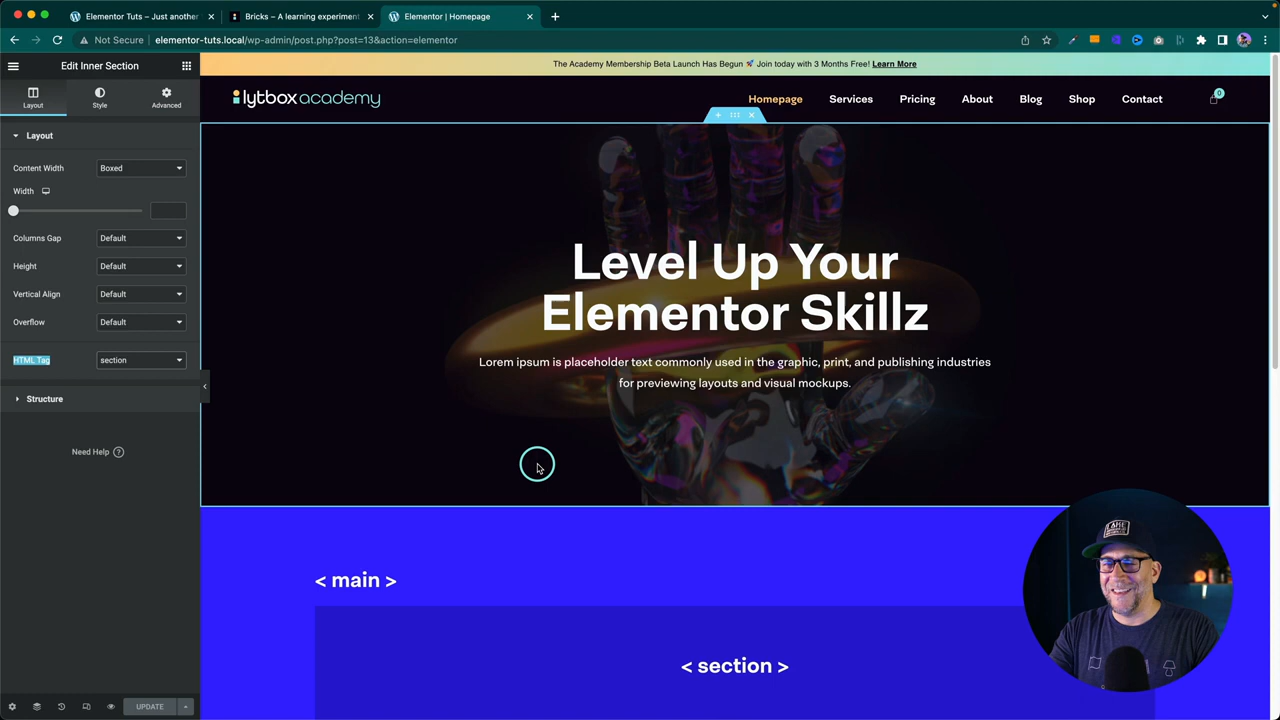 Elementor Tuts – Just another
Bricks – A learning experiment
Elementor | Homepage
Not Secure
elementor-tuts.local/wp-admin/post.php?post=13&action=elementor
Edit Inner Section
Layout
Style
Advanced
Layout
Content Width
Boxed
Width
Columns Gap
Default
Height
Default
Vertical Align
Default
Overflow
Default
HTML Tag
section
Structure
Need Help ?
UPDATE
The Academy Membership Beta Launch Has Begun 🚀 Join today with 3 Months Free! Learn More
lytboxacademy
Homepage
Services
Pricing
About
Blog
Shop
Contact
0
Level Up Your
Elementor Skillz
Lorem ipsum is placeholder text commonly used in the graphic, print, and publishing industries
for previewing layouts and visual mockups.
< main >
< section >